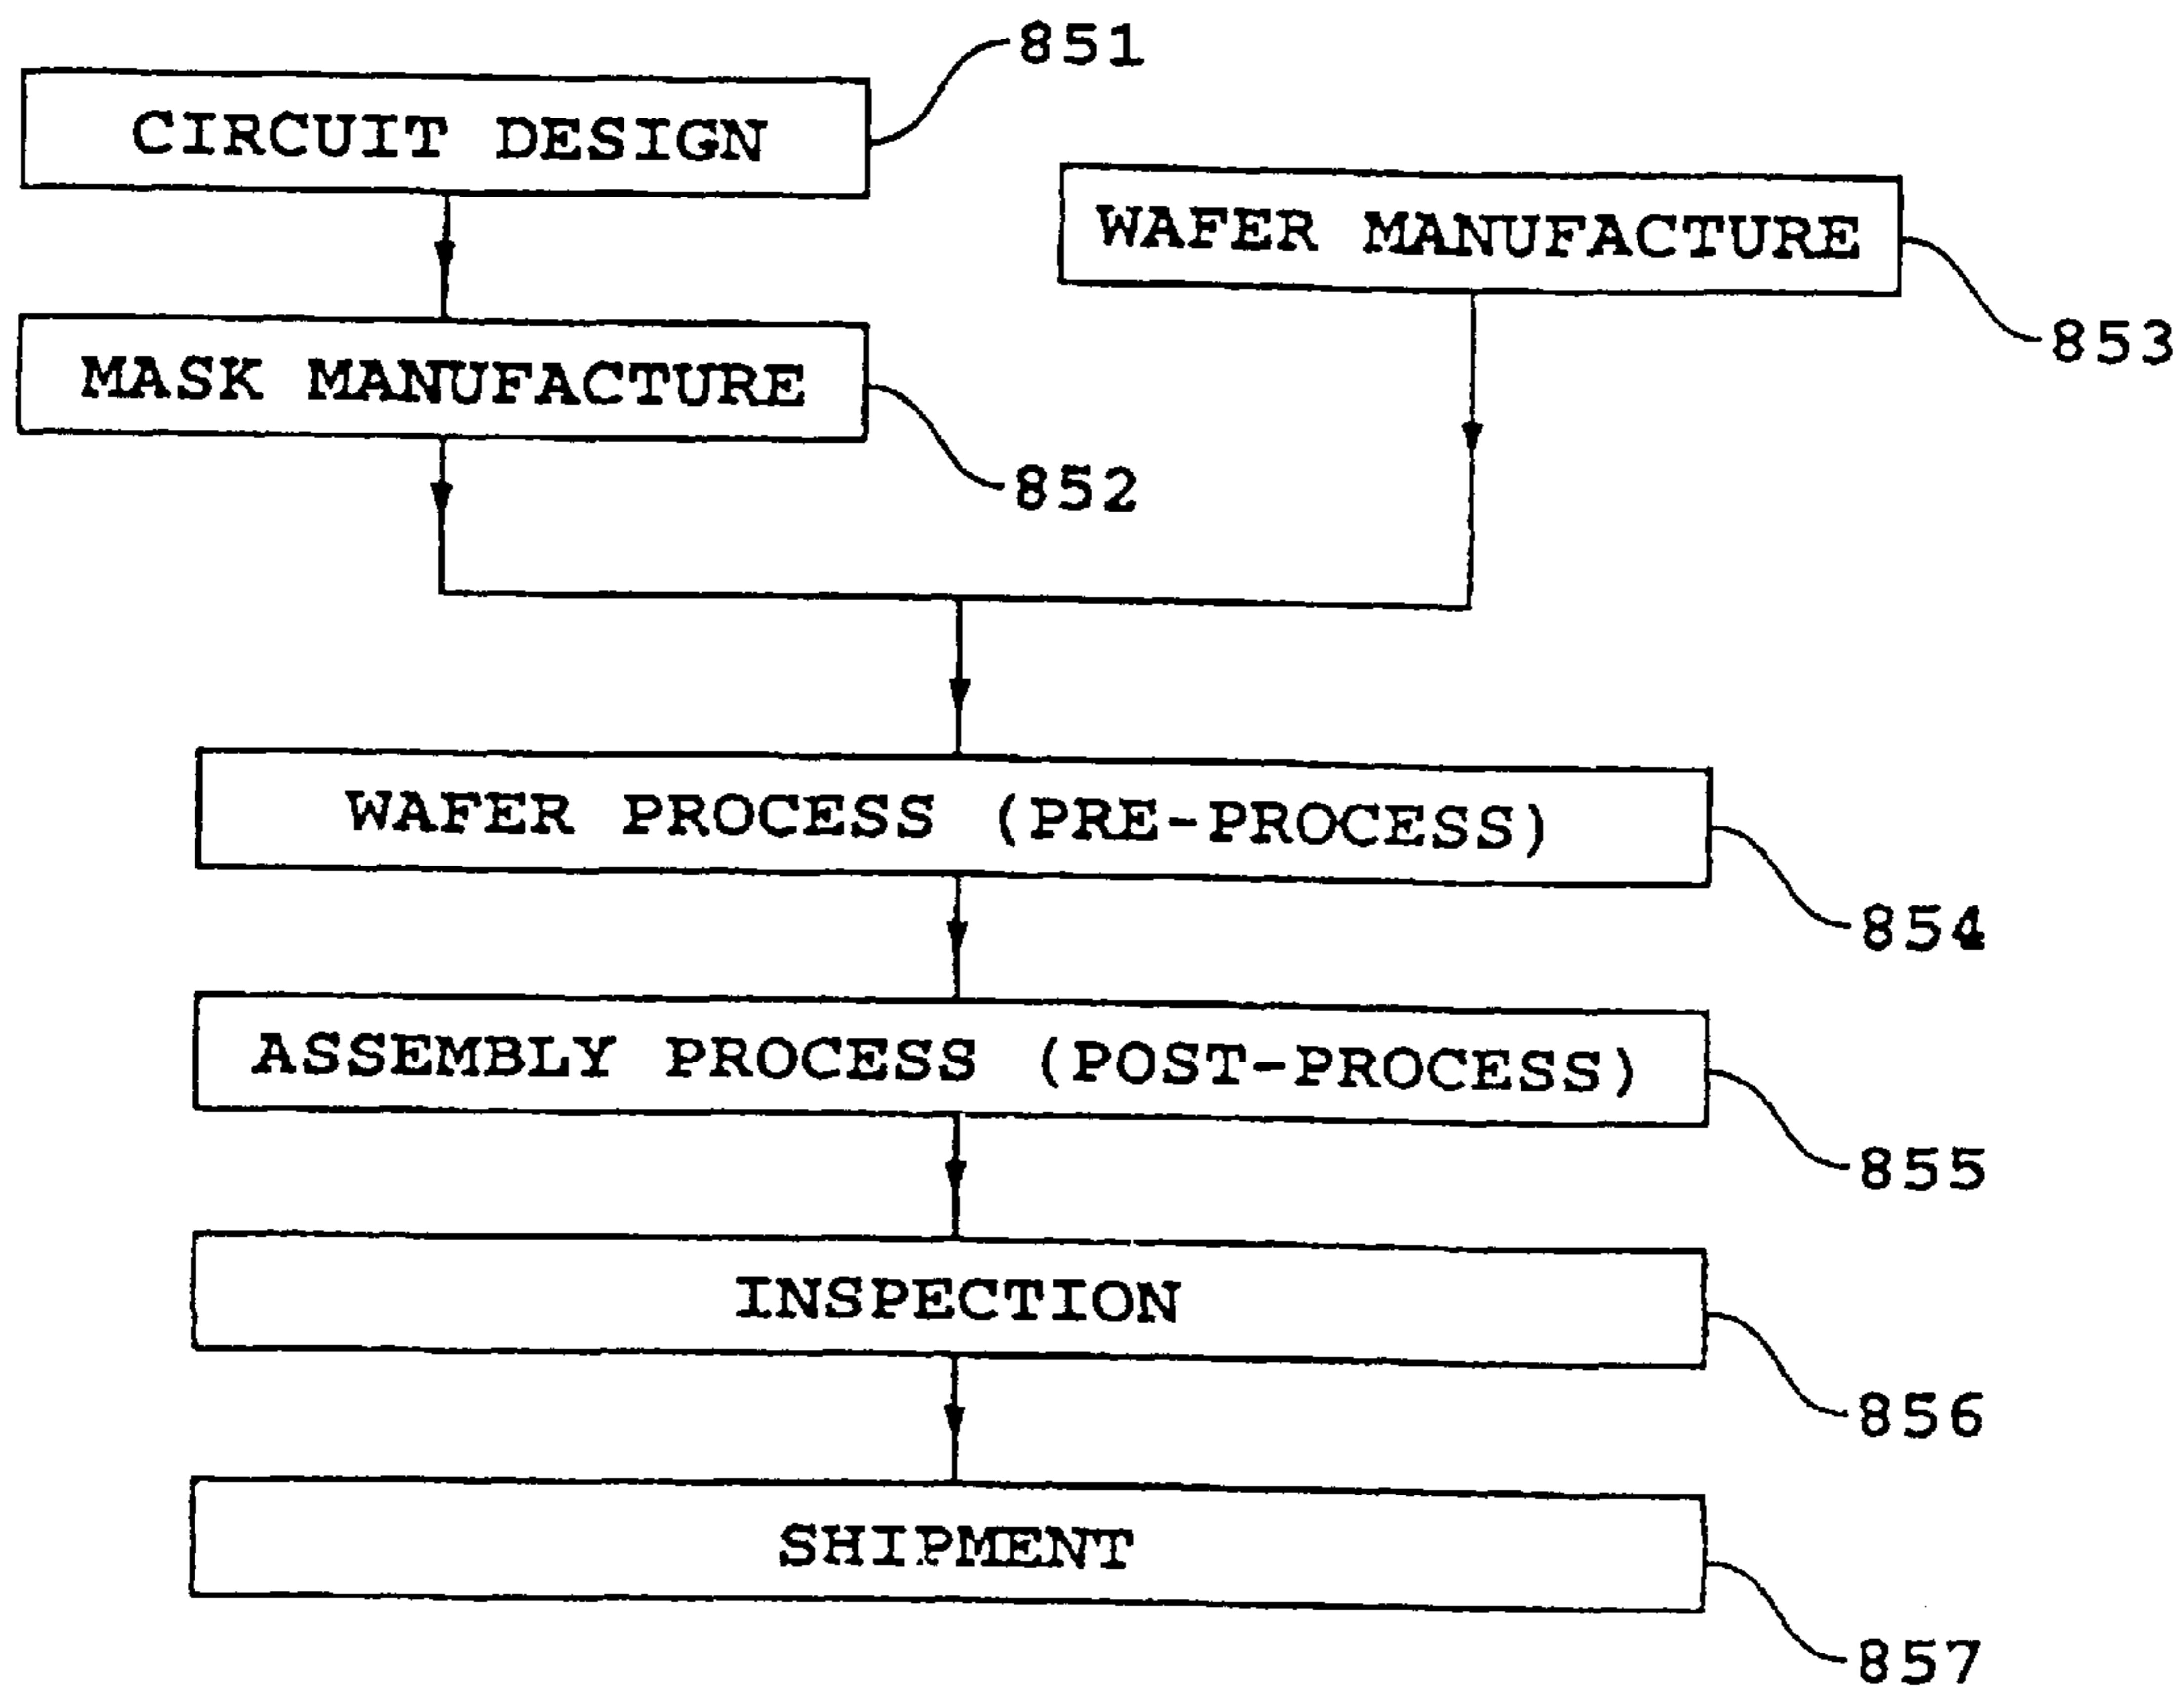 851
CIRCUIT DESIGN
WAFER MANUFACTURE
853
MASK MANUFACTURE
852
WAFER PROCESS (PRE-PROCESS)
854
ASSEMBLY PROCESS (POST-PROCESS)
855
INSPECTION
856
SHIPMENT
857